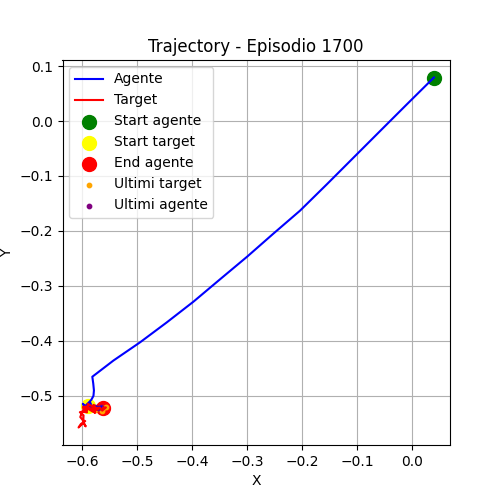 Trajectory - Episodio 1700
Agente
Target
Start agente
Start target
End agente
Ultimi target
Ultimi agente
0.1
0.0
−0.1
−0.2
−0.3
−0.4
−0.5
Y
−0.6 −0.5 −0.4 −0.3 −0.2 −0.1 0.0
X